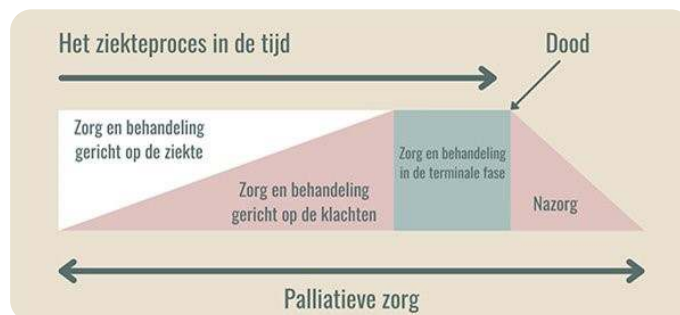 Het ziekteproces in de tijd
Dood
Zorg en behandeling
gericht op de ziekte
Zorg en behandeling
gericht op de klachten
Zorg en behandeling
in de terminale fase
Nazorg
Palliatieve zorg